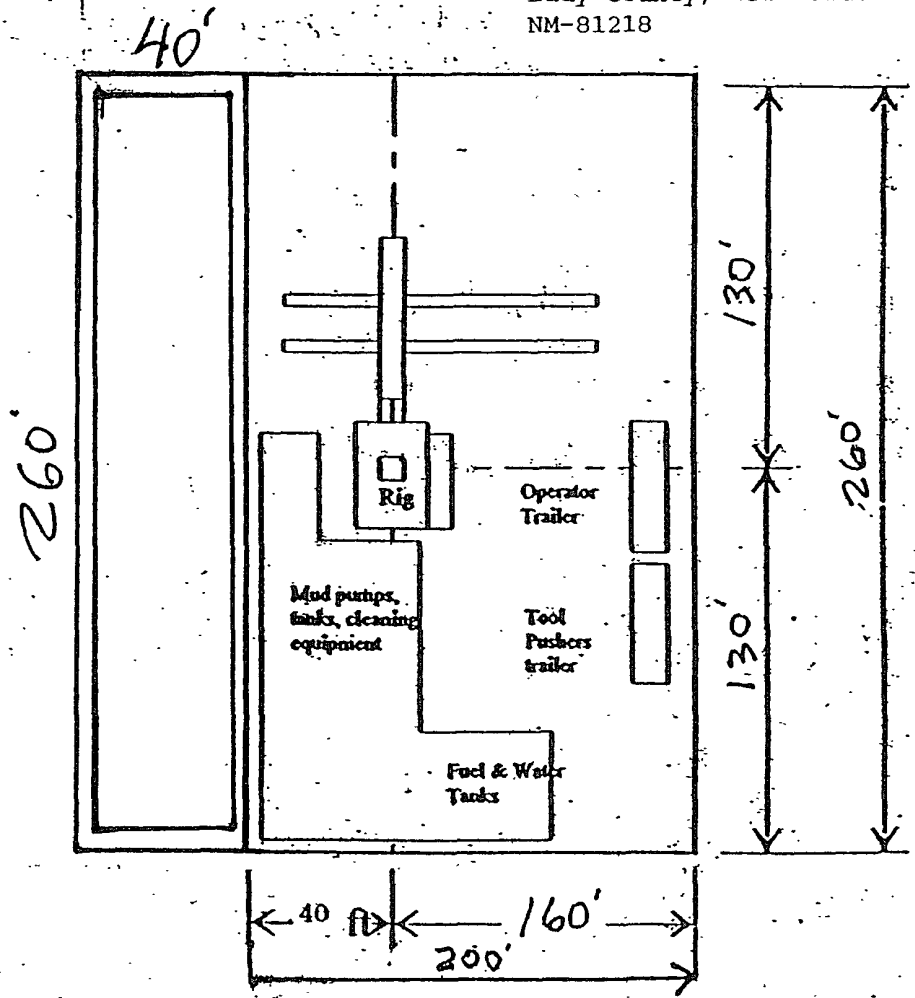 NM-81218
40'
260'
130'
260'
130'
Rig
Operator
Trailer
Mud pumps,
tanks, cleaning
equipment
Tool
Pushers
trailer
Fuel & Water
Tanks
40 ft
160'
200'